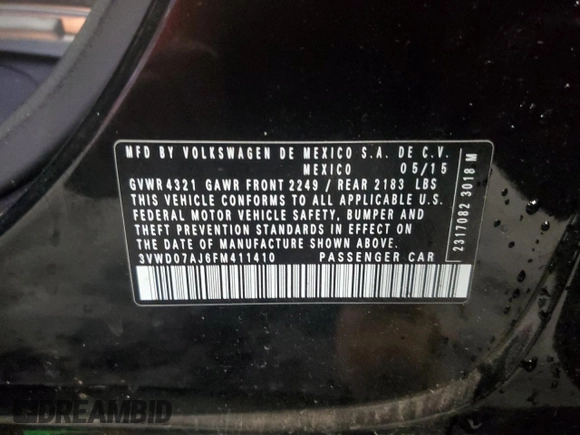 MFD BY VOLKSWAGEN DE MEXICO S.A. DE C.V.
MEXICO 05/15
GVWR 4321 GAWR FRONT 2249 / REAR 2183 LBS
THIS VEHICLE CONFORMS TO ALL APPLICABLE U.S.
FEDERAL MOTOR VEHICLE SAFETY, BUMPER AND
THEFT PREVENTION STANDARDS IN EFFECT ON
THE DATE OF MANUFACTURE SHOWN ABOVE.
3VWD07AJ6FM411410 PASSENGER CAR
2317082 3018 M
DREAMBID